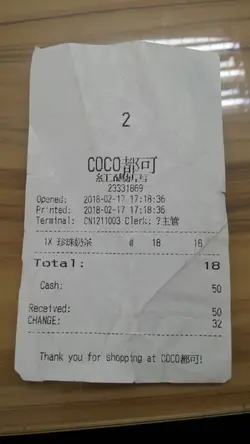 2
COCO都可
23331869
Opened: 2018-02-17 17:18:36
Printed: 2018-02-17 17:18:36
Terminal: CN1211003 Clerk: ?主管
1X 珍珠奶茶 @ 18 18
Total: 18
Cash: 50
Received: 50
CHANGE: 32
Thank you for shopping at COCO都可!